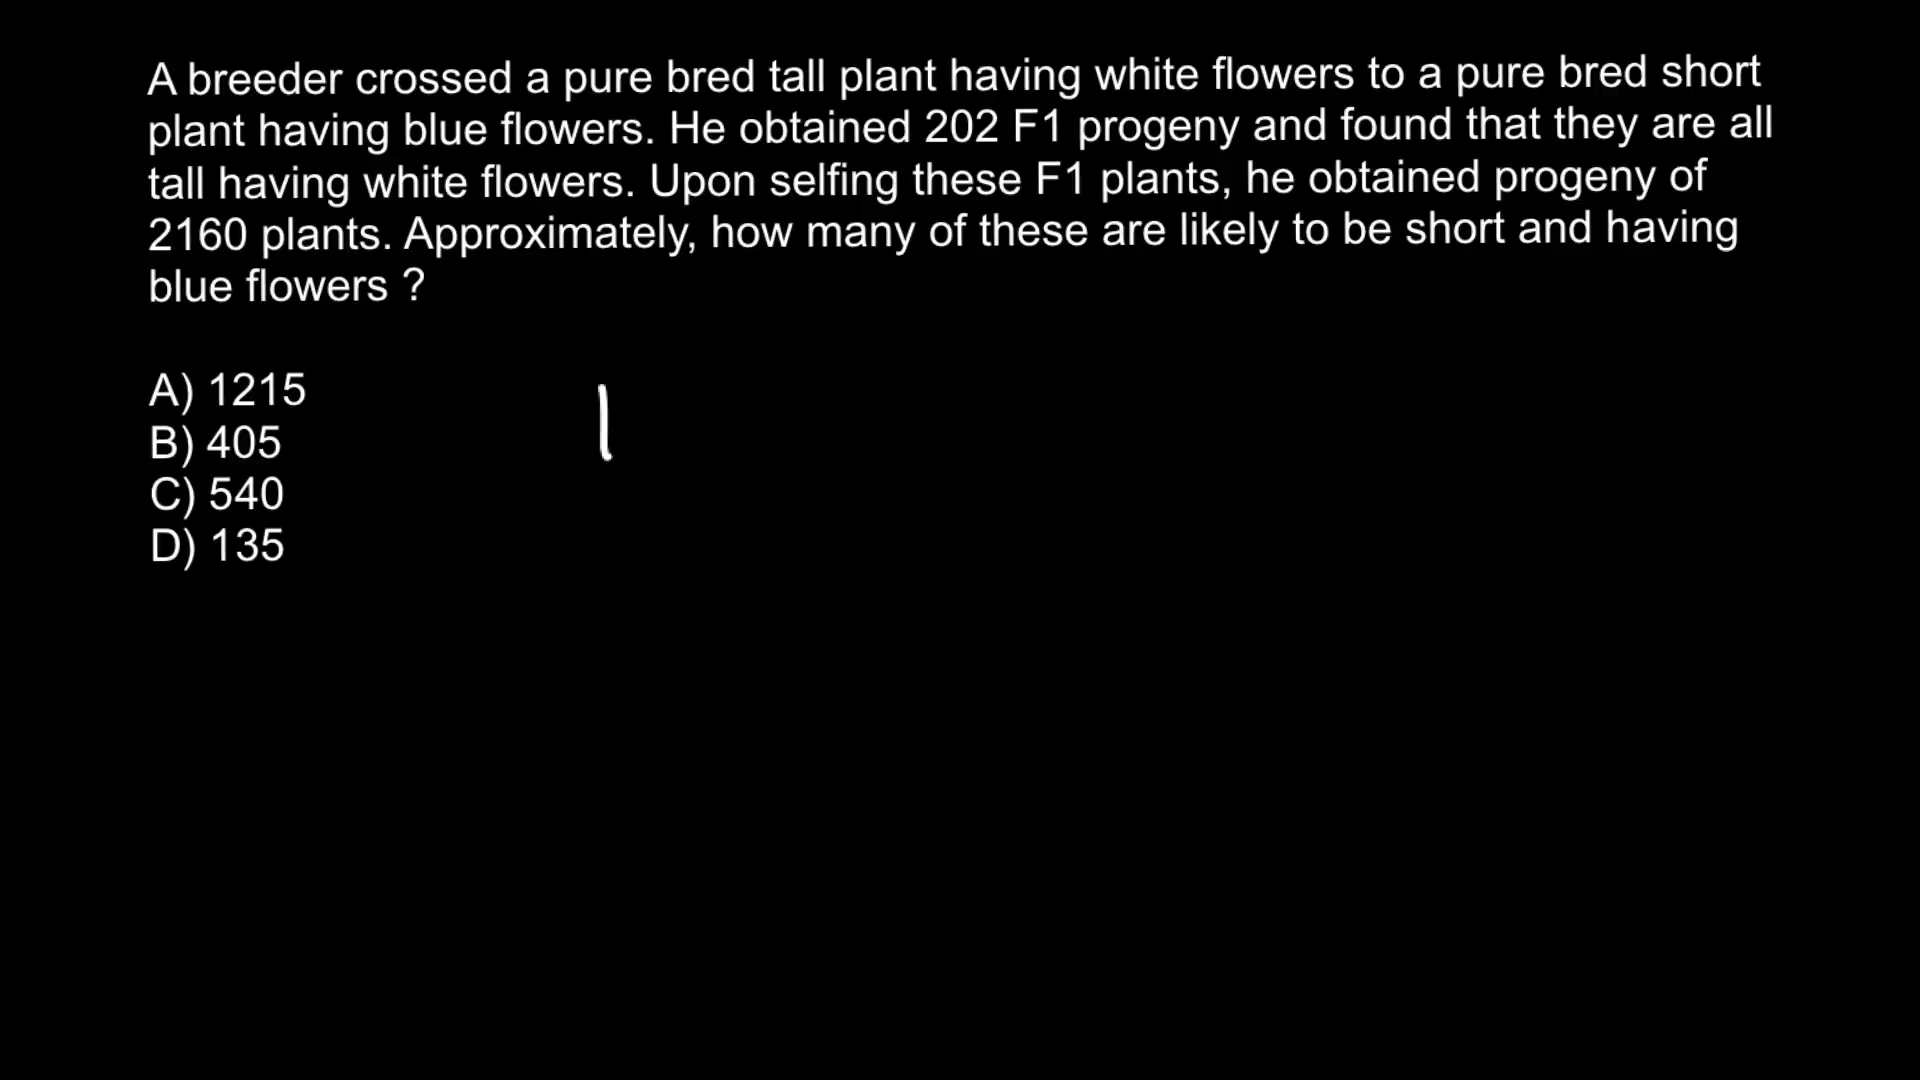 A breeder crossed a pure bred tall plant having white flowers to a pure bred short
plant having blue flowers. He obtained 202 F1 progeny and found that they are all
tall having white flowers. Upon selfing these F1 plants, he obtained progeny of
2160 plants. Approximately, how many of these are likely to be short and having
blue flowers ?
A) 1215
B) 405
C) 540
D) 135